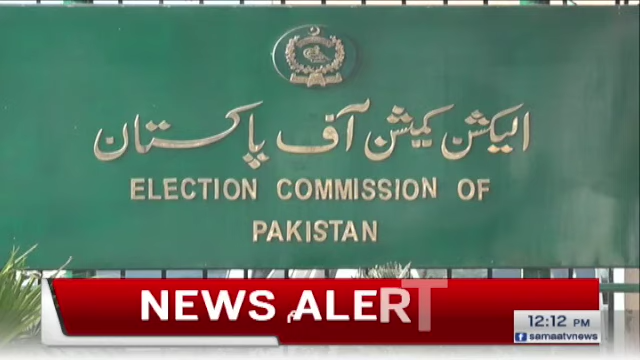 الیکشن کمیشن آف پاکستان
ELECTION COMMISSION OF
PAKISTAN
NEWS ALERT
12:12 PM
samaatvnews